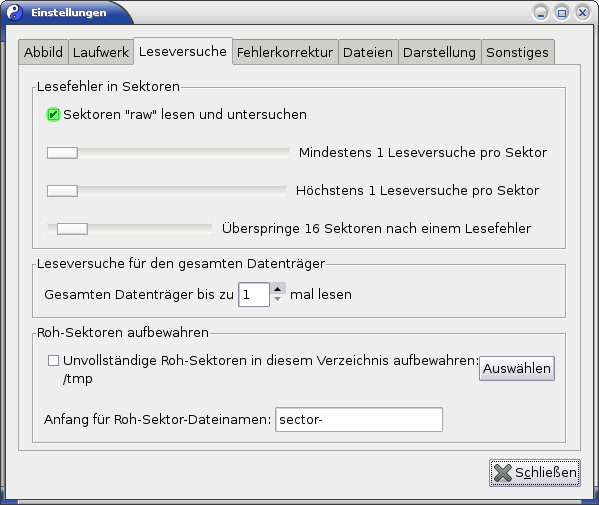 Einstellungen
Abbild Laufwerk Leseversuche Fehlerkorrektur Dateien Darstellung Sonstiges
Lesefehler in Sektoren
Sektoren "raw" lesen und untersuchen
Mindestens 1 Leseversuche pro Sektor
Höchstens 1 Leseversuche pro Sektor
Überspringe 16 Sektoren nach einem Lesefehler
Leseversuche für den gesamten Datenträger
Gesamten Datenträger bis zu 1 mal lesen
Roh-Sektoren aufbewahren
Unvollständige Roh-Sektoren in diesem Verzeichnis aufbewahren:
/tmp
Auswählen
Anfang für Roh-Sektor-Dateinamen: sector-
Schließen